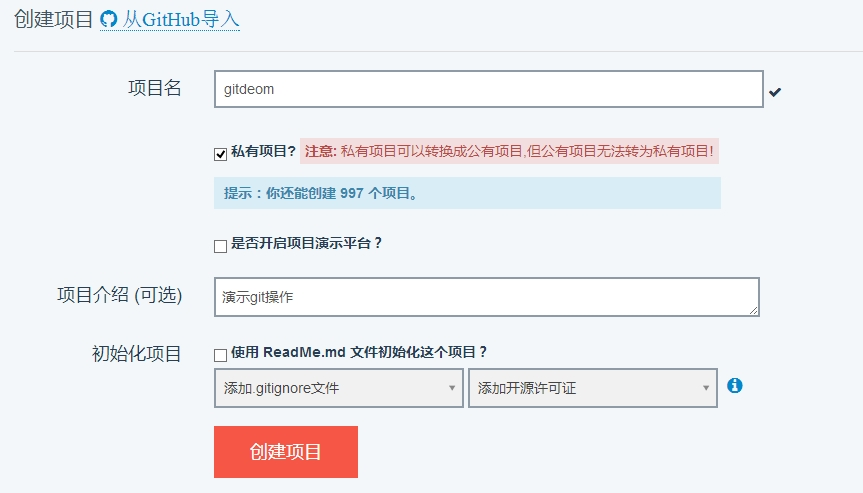 创建项目 从GitHub导入
项目名 gitdeom
私有项目? 注意: 私有项目可以转换成公有项目,但公有项目无法转为私有项目!
提示：你还能创建 997 个项目。
是否开启项目演示平台？
项目介绍 (可选) 演示git操作
初始化项目 使用 ReadMe.md 文件初始化这个项目？
添加.gitignore文件 添加开源许可证
创建项目